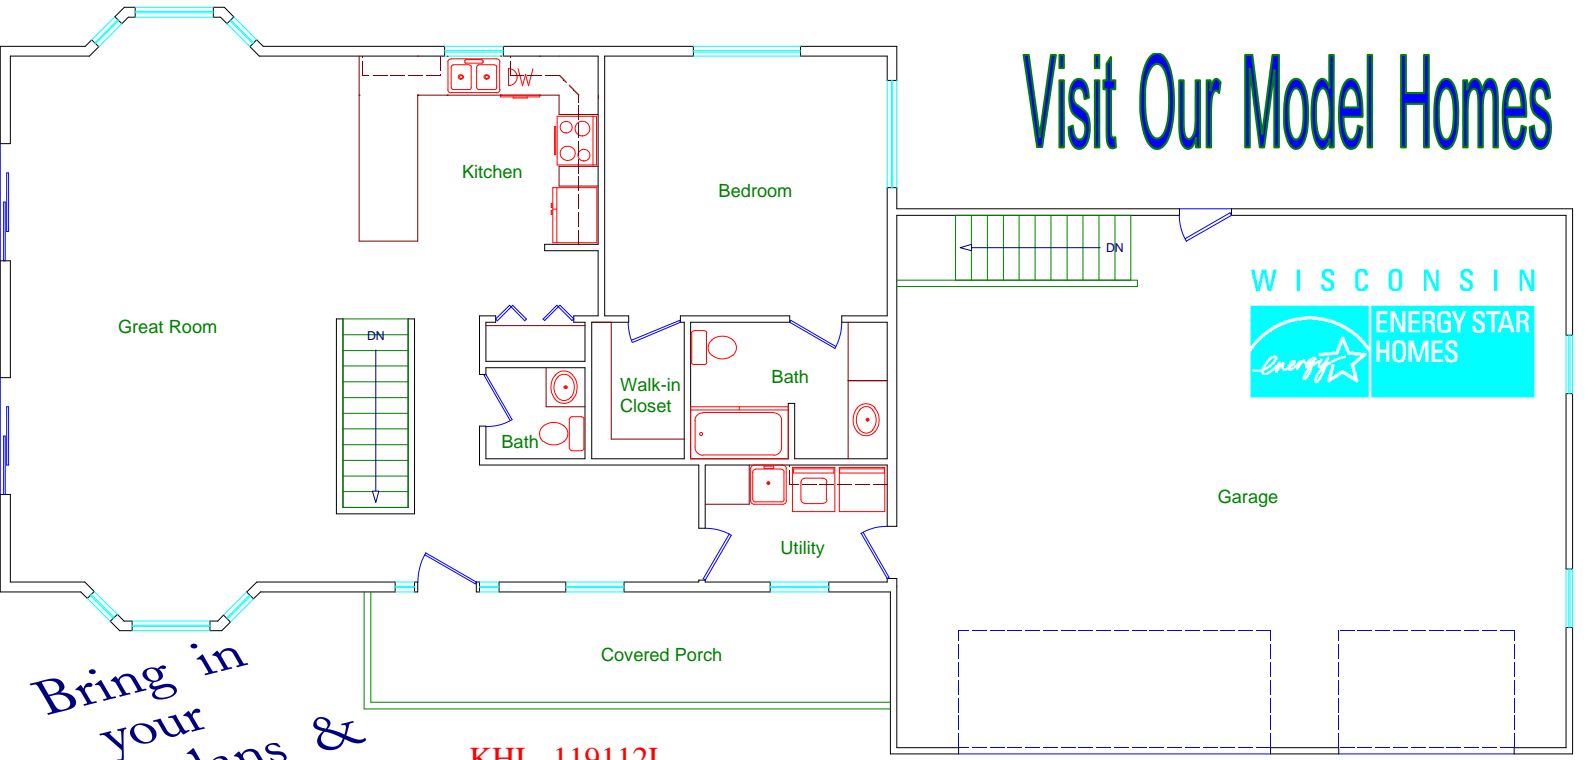 Visit Our Model Homes
Kitchen
DW
Bedroom
DN
WISCONSIN
ENERGY STAR
HOMES
energy
Great Room
DN
Walk-in
Closet
Bath
Bath
Garage
Utility
Covered Porch
Bring in
your
&